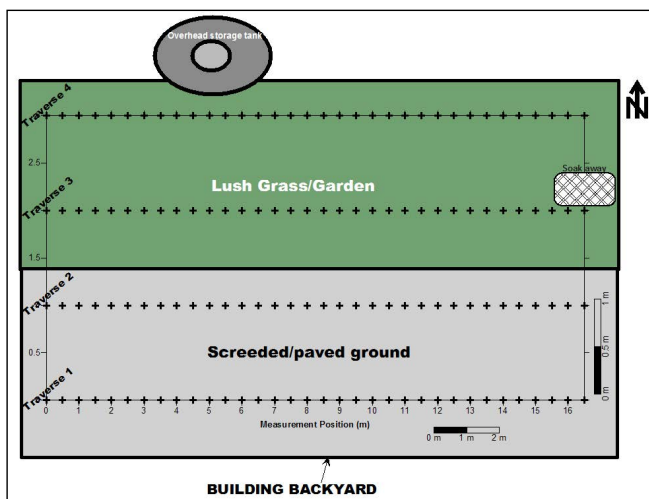 Overhead storage tank
N
Traverse 4
2.5
Soak away
Lush Grass/Garden
Traverse 3
1.5
Traverse 2
1 m
0.5 m
0 m
0.5
Screeded/paved ground
Traverse 1
0 1 2 3 4 5 6 7 8 9 10 11 12 13 14 15 16
Measurement Position (m)
0 m 1 m 2 m
BUILDING BACKYARD